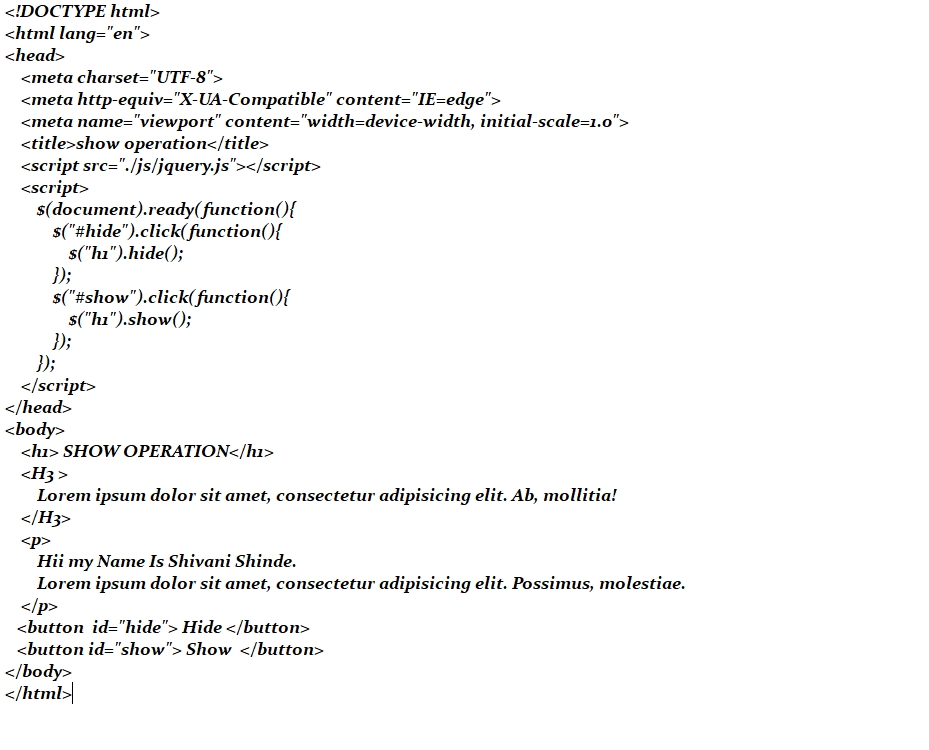 <!DOCTYPE html>
<html lang="en">
<head>
    <meta charset="UTF-8">
    <meta http-equiv="X-UA-Compatible" content="IE=edge">
    <meta name="viewport" content="width=device-width, initial-scale=1.0">
    <title>show operation</title>
    <script src="./js/jquery.js"></script>
    <script>
        $(document).ready(function(){
            $("#hide").click(function(){
                $("h1").hide();
            });
            $("#show").click(function(){
                $("h1").show();
            });
        });
    </script>
</head>
<body>
    <h1> SHOW OPERATION</h1>
    <H3 >
        Lorem ipsum dolor sit amet, consectetur adipisicing elit. Ab, mollitia!
    </H3>
    <p>
        Hii my Name Is Shivani Shinde.
        Lorem ipsum dolor sit amet, consectetur adipisicing elit. Possimus, molestiae.
    </p>
   <button  id="hide"> Hide </button>
   <button id="show"> Show  </button>
</body>
</html>